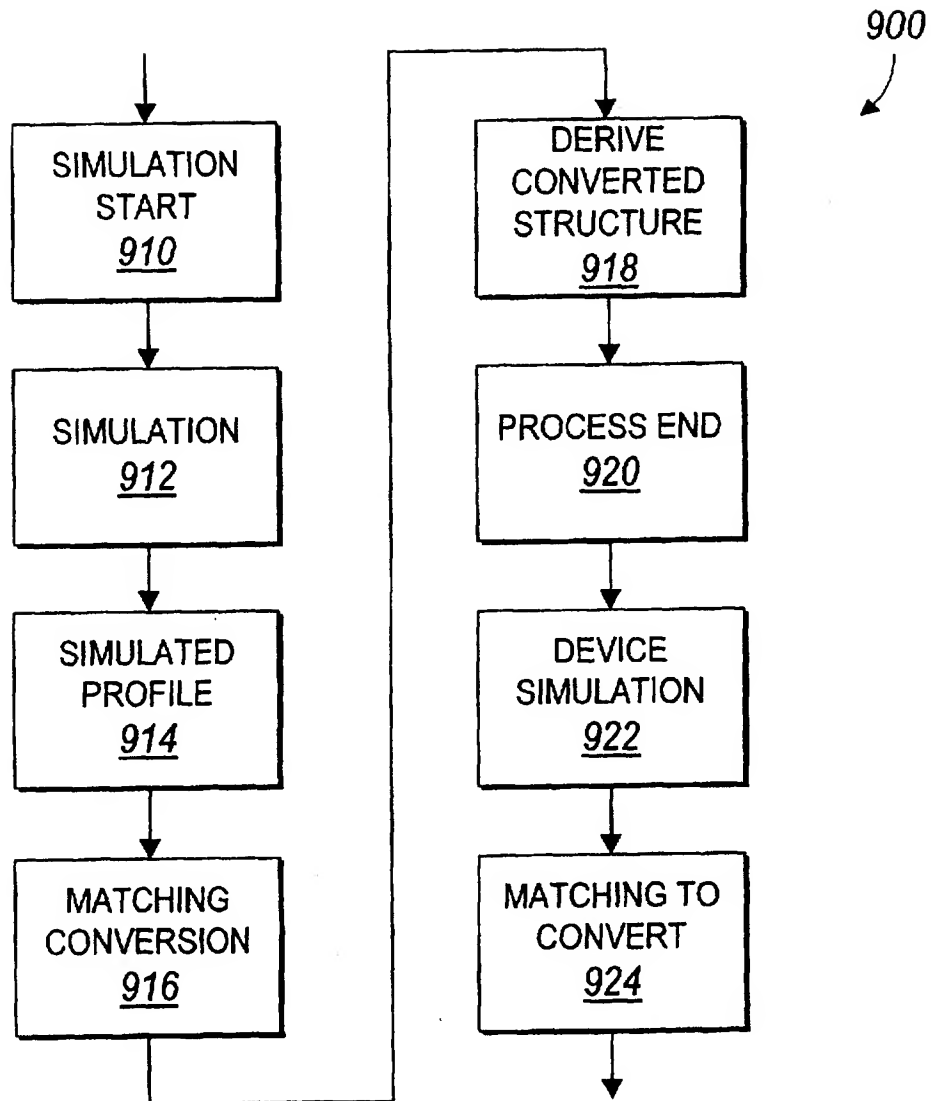 900
SIMULATION
START
910
SIMULATION
912
SIMULATED
PROFILE
914
MATCHING
CONVERSION
916
DERIVE
CONVERTED
STRUCTURE
918
PROCESS END
920
DEVICE
SIMULATION
922
MATCHING TO
CONVERT
924